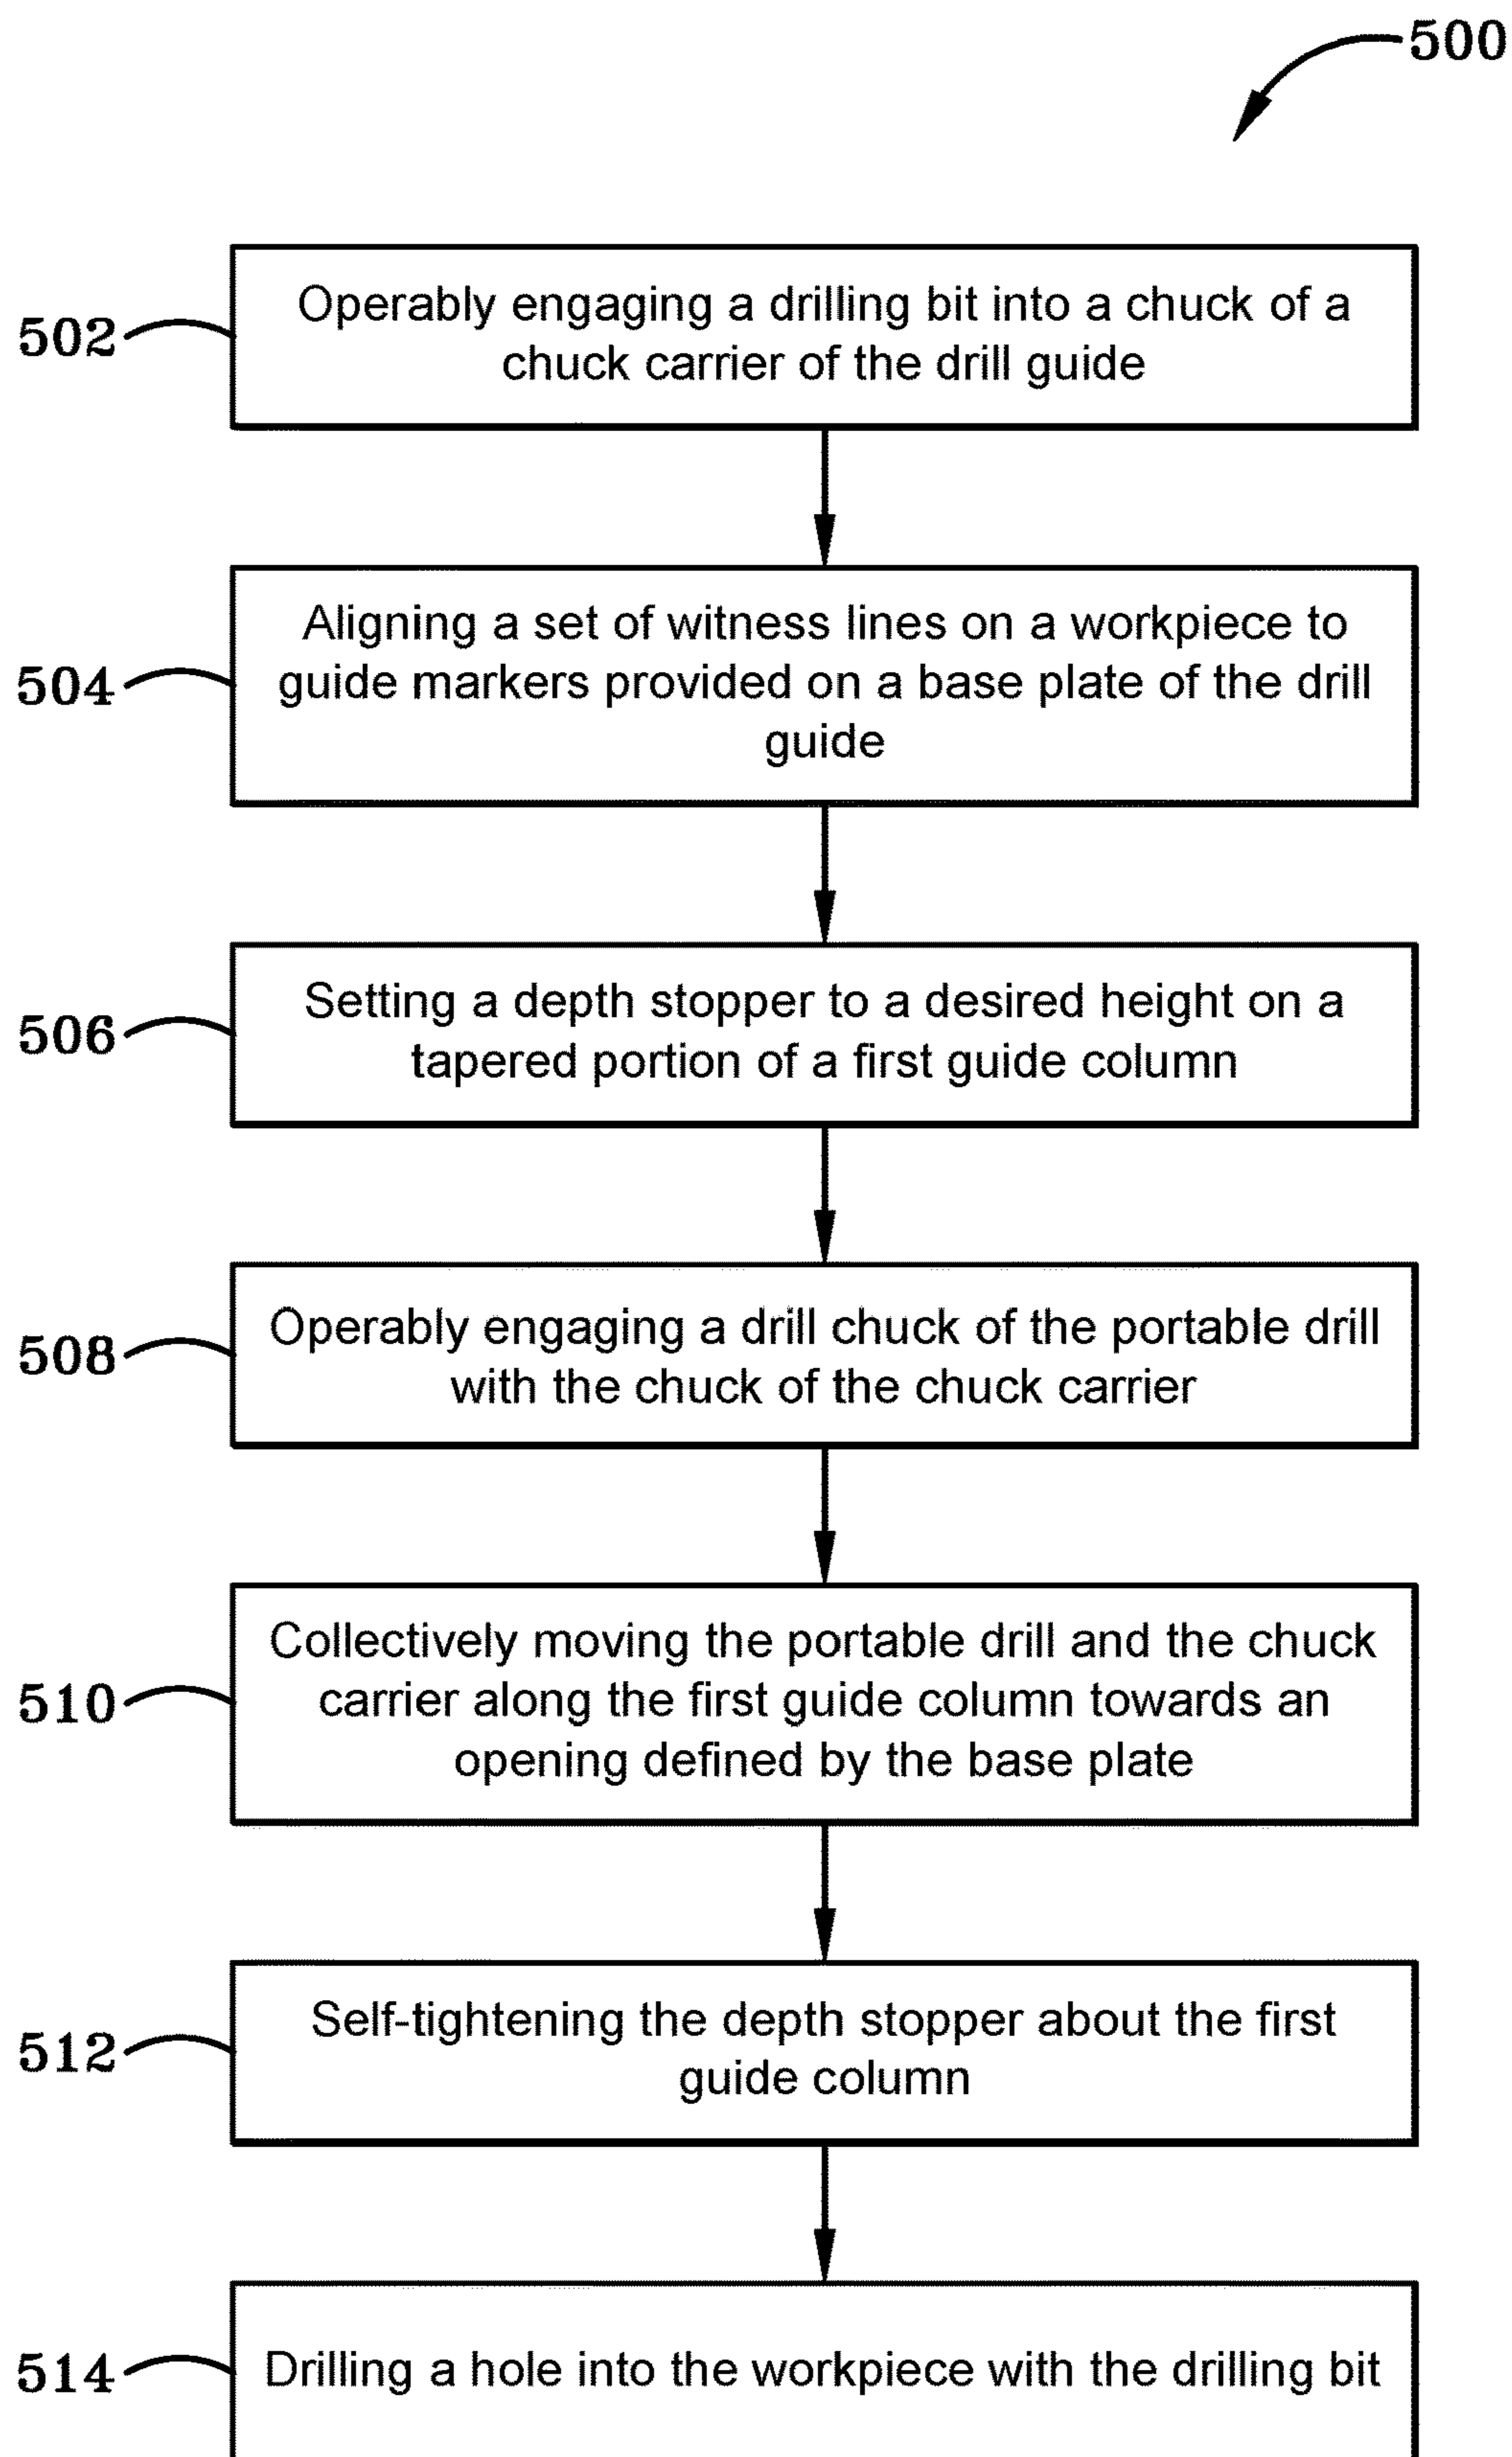 500
502
Operably engaging a drilling bit into a chuck of a
chuck carrier of the drill guide
504
Aligning a set of witness lines on a workpiece to
guide markers provided on a base plate of the drill
guide
506
Setting a depth stopper to a desired height on a
tapered portion of a first guide column
508
Operably engaging a drill chuck of the portable drill
with the chuck of the chuck carrier
510
Collectively moving the portable drill and the chuck
carrier along the first guide column towards an
opening defined by the base plate
512
Self-tightening the depth stopper about the first
guide column
514
Drilling a hole into the workpiece with the drilling bit